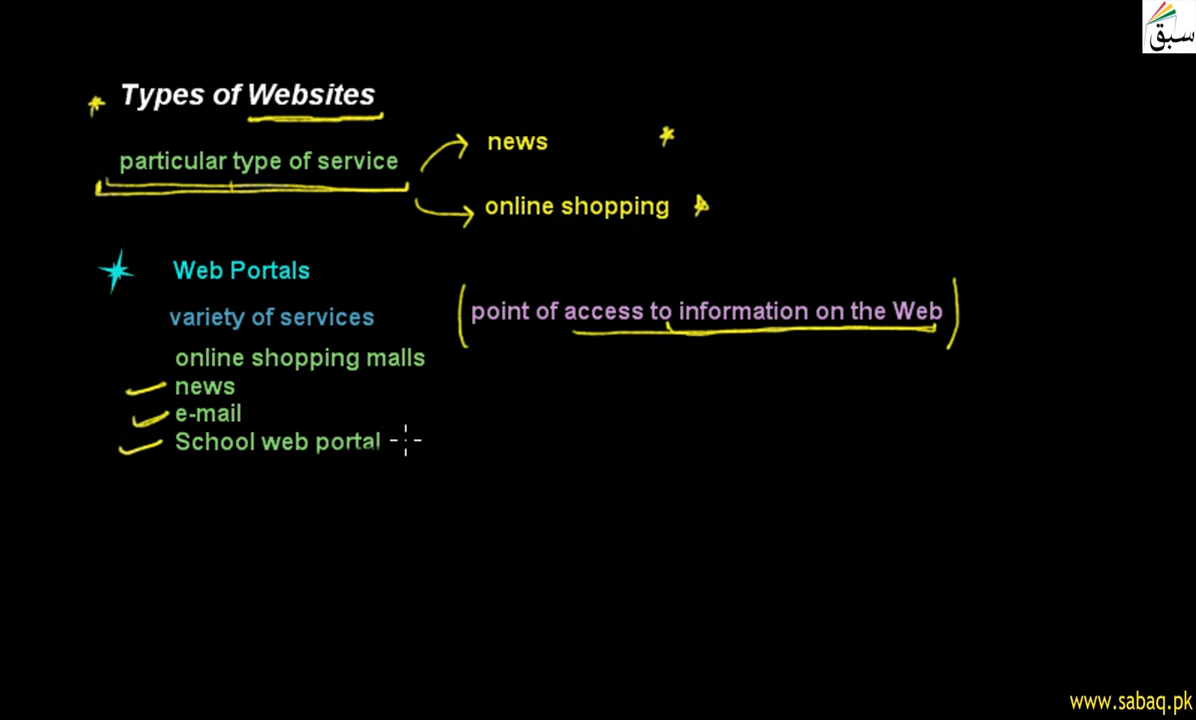 سبق
Types of Websites
particular type of service
news
online shopping
Web Portals
variety of services
point of access to information on the Web
online shopping malls
news
e-mail
School web portal
www.sabaq.pk